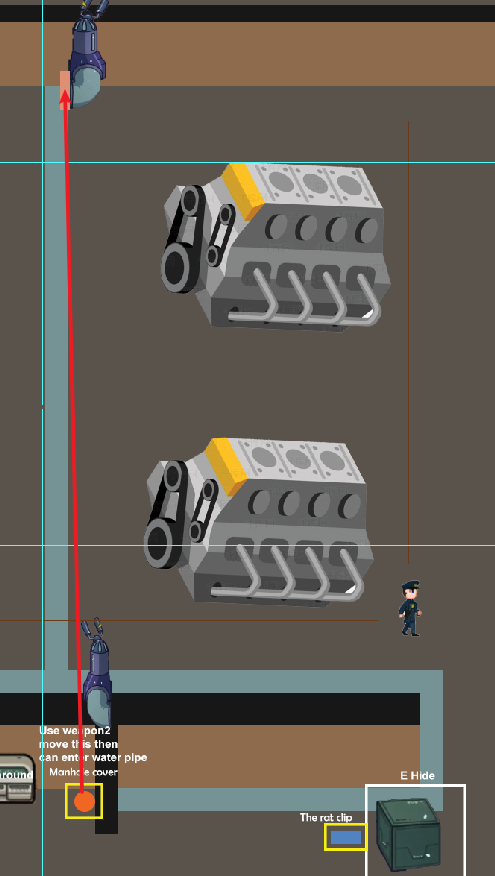 Use weapon2
move this then
can enter water pipe
Manhole cover
round
E Hide
The rat clip